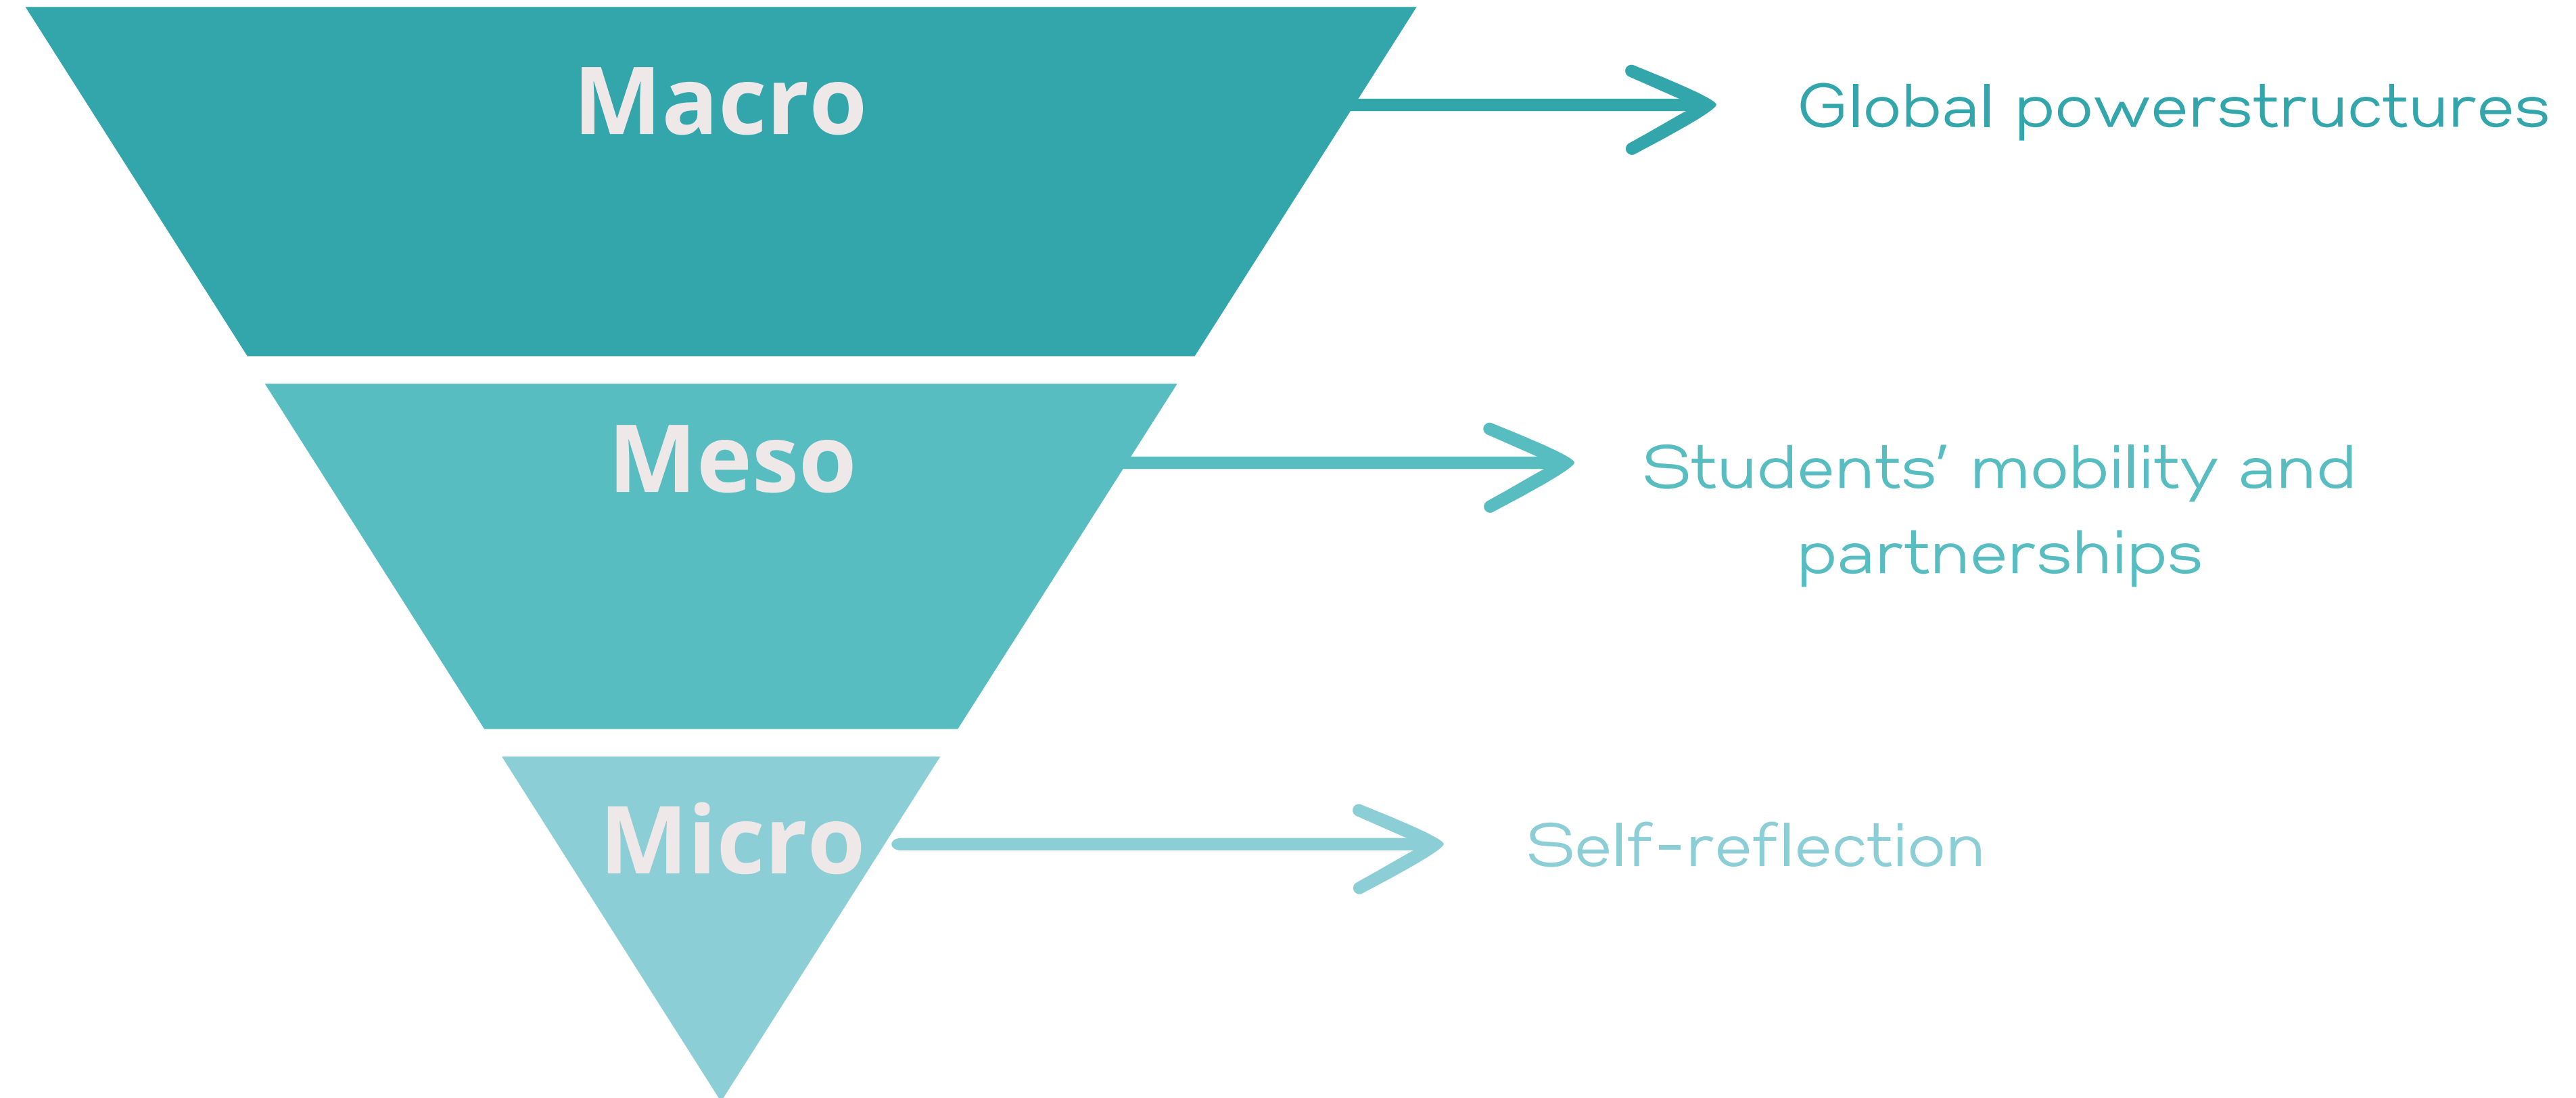 Macro
Global powerstructures
Meso
Students' mobility and
partnerships
Micro
Self-reflection